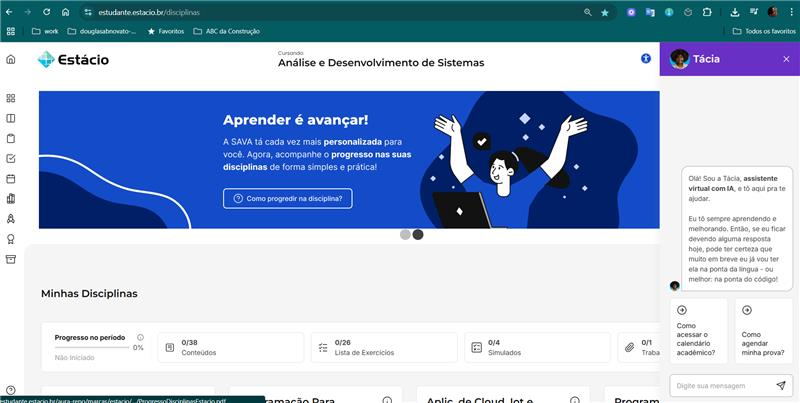 estudante.estacio.br/disciplinas
work
douglasabnovato-...
Favoritos
ABC da Construção
Todos os favoritos
Estácio
Cursando
Análise e Desenvolvimento de Sistemas
Tácia
Aprender é avançar!
A SAVA tá cada vez mais personalizada para
você. Agora, acompanhe o progresso nas suas
disciplinas de forma simples e prática!
Como progredir na disciplina?
Olá! Sou a Tácia, assistente
virtual com IA, e tô aqui pra te
ajudar.
Eu tô sempre aprendendo e
melhorando. Então, se eu ficar
devendo alguma resposta
hoje, pode ter certeza que
muito em breve eu já vou ter
ela na ponta da língua - ou
melhor: na ponta do código!
Minhas Disciplinas
Progresso no período
0%
Não Iniciado
0/38
Conteúdos
0/26
Lista de Exercícios
0/4
Simulados
0/1
Traba
Como
acessar o
calendário
acadêmico?
Como
agendar
minha prova?
Digite sua mensagem
estudante.estacio.br/aura-repo/marcas/estacio/.../ProgressoDisciplinasEstacio.pdf
ogramação Para
Aplic. de Cloud, Iot e
Program